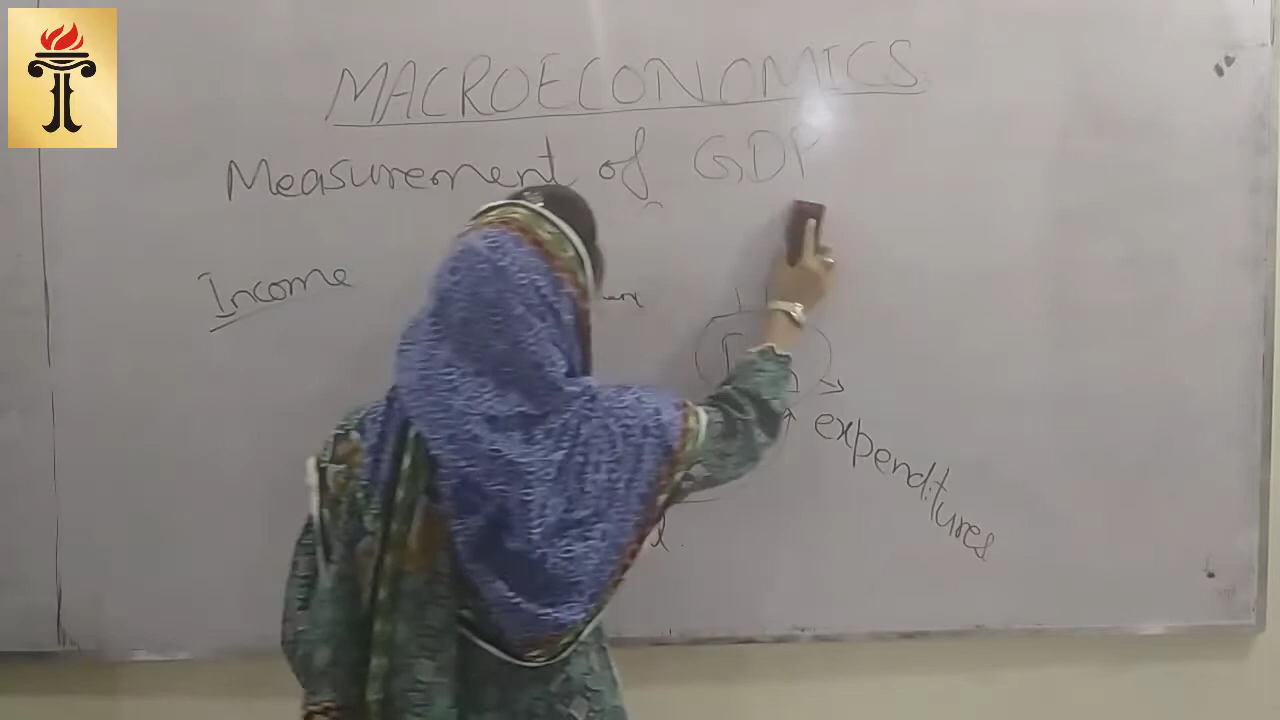 MACROECONOMICS
Measurement of GDP
Income
expenditures